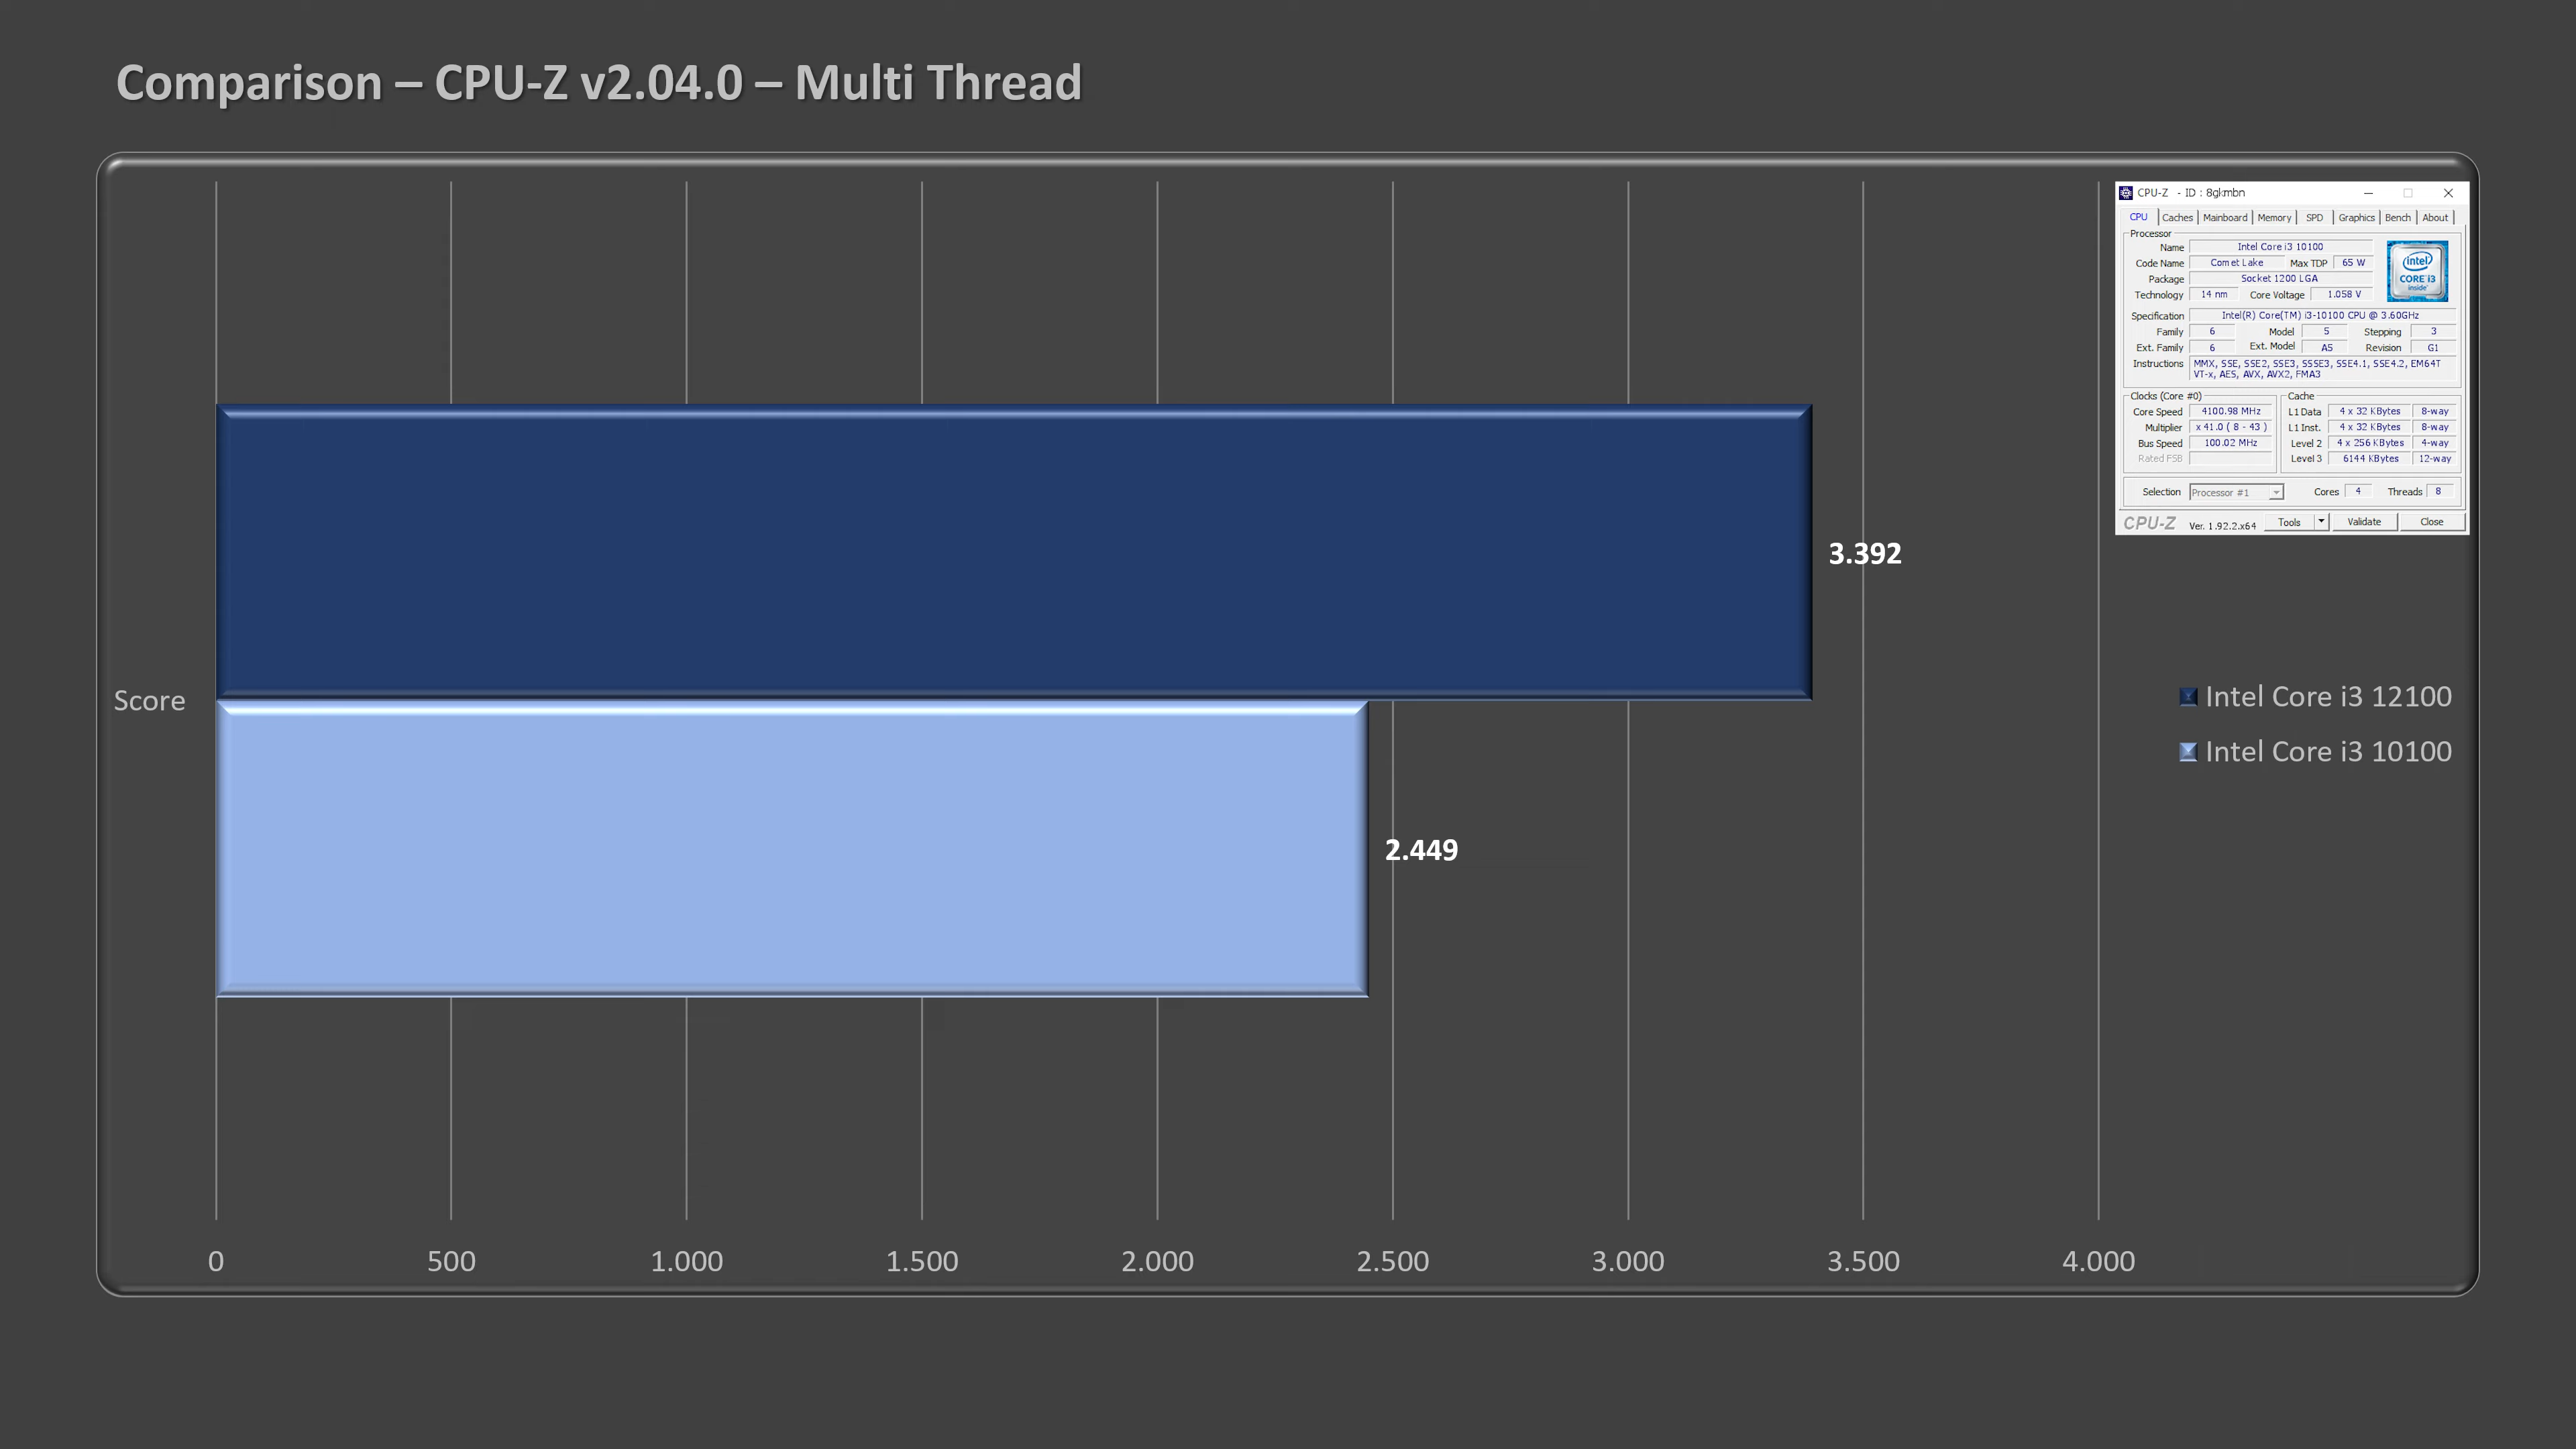 Comparison – CPU-Z v2.04.0 – Multi Thread
CPU-Z - ID : 8gkmbn
CPU Caches Mainboard Memory SPD Graphics Bench About
Processor
Name Intel Core i3 10100
Code Name Comet Lake Max TDP 65 W
Package Socket 1200 LGA
Technology 14 nm Core Voltage 1.058 V
intel CORE i3 inside
Specification Intel(R) Core(TM) i3-10100 CPU @ 3.60GHz
Family 6 Model 5 Stepping 3
Ext. Family 6 Ext. Model A5 Revision G1
Instructions MMX, SSE, SSE2, SSE3, SSSE3, SSE4.1, SSE4.2, EM64T
VT-x, AES, AVX, AVX2, FMA3
Clocks (Core #0) Cache
Core Speed 4100.98 MHz L1 Data 4 x 32 KBytes 8-way
Multiplier x 41.0 ( 8 - 43 ) L1 Inst. 4 x 32 KBytes 8-way
Bus Speed 100.02 MHz Level 2 4 x 256 KBytes 4-way
Rated FSB Level 3 6144 KBytes 12-way
Selection Processor #1 Cores 4 Threads 8
CPU-Z Ver. 1.92.2.x64 Tools Validate Close
3.392
Score
Intel Core i3 12100
Intel Core i3 10100
2.449
0 500 1.000 1.500 2.000 2.500 3.000 3.500 4.000